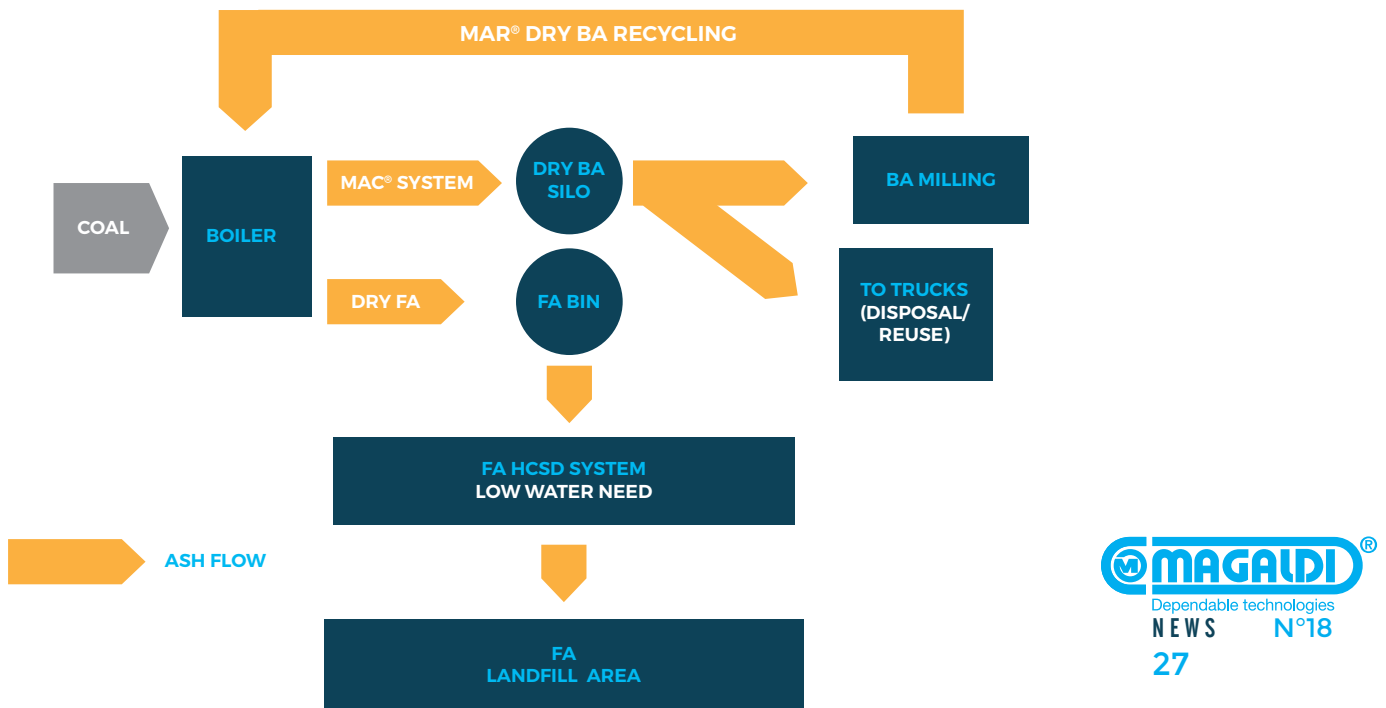 MAR® DRY BA RECYCLING
COAL
BOILER
MAC® SYSTEM
DRY BA
SILO
BA MILLING
DRY FA
FA BIN
TO TRUCKS
(DISPOSAL/
REUSE)
FA HCSD SYSTEM
LOW WATER NEED
ASH FLOW
FA
LANDFILL AREA
M MAGALDI®
Dependable technologies
NEWS N°18
27